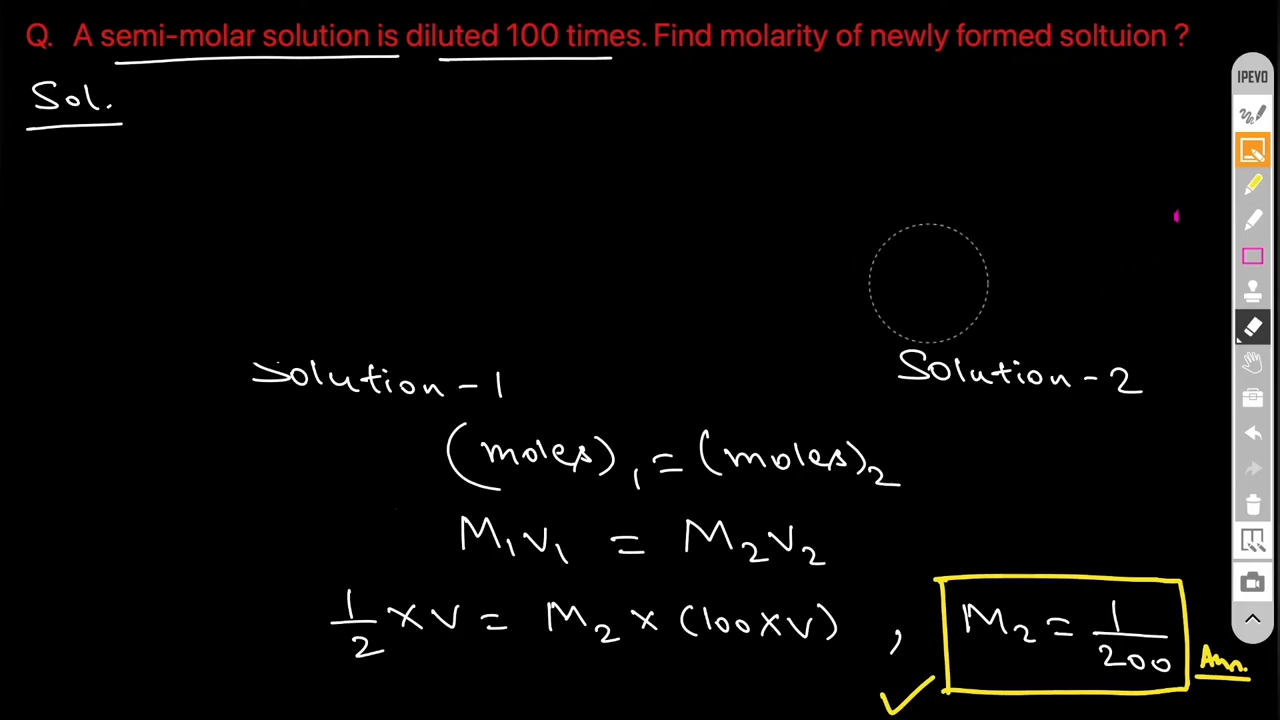 Q. A semi-molar solution is diluted 100 times. Find molarity of newly formed soltuion ?
IPEVO
Sol.
Solution - 1
Solution - 2
(moles)₁ = (moles)₂
M₁V₁ = M₂V₂
1/2 × V = M₂ × (100 × V) , M₂ = 1/200 Ans.